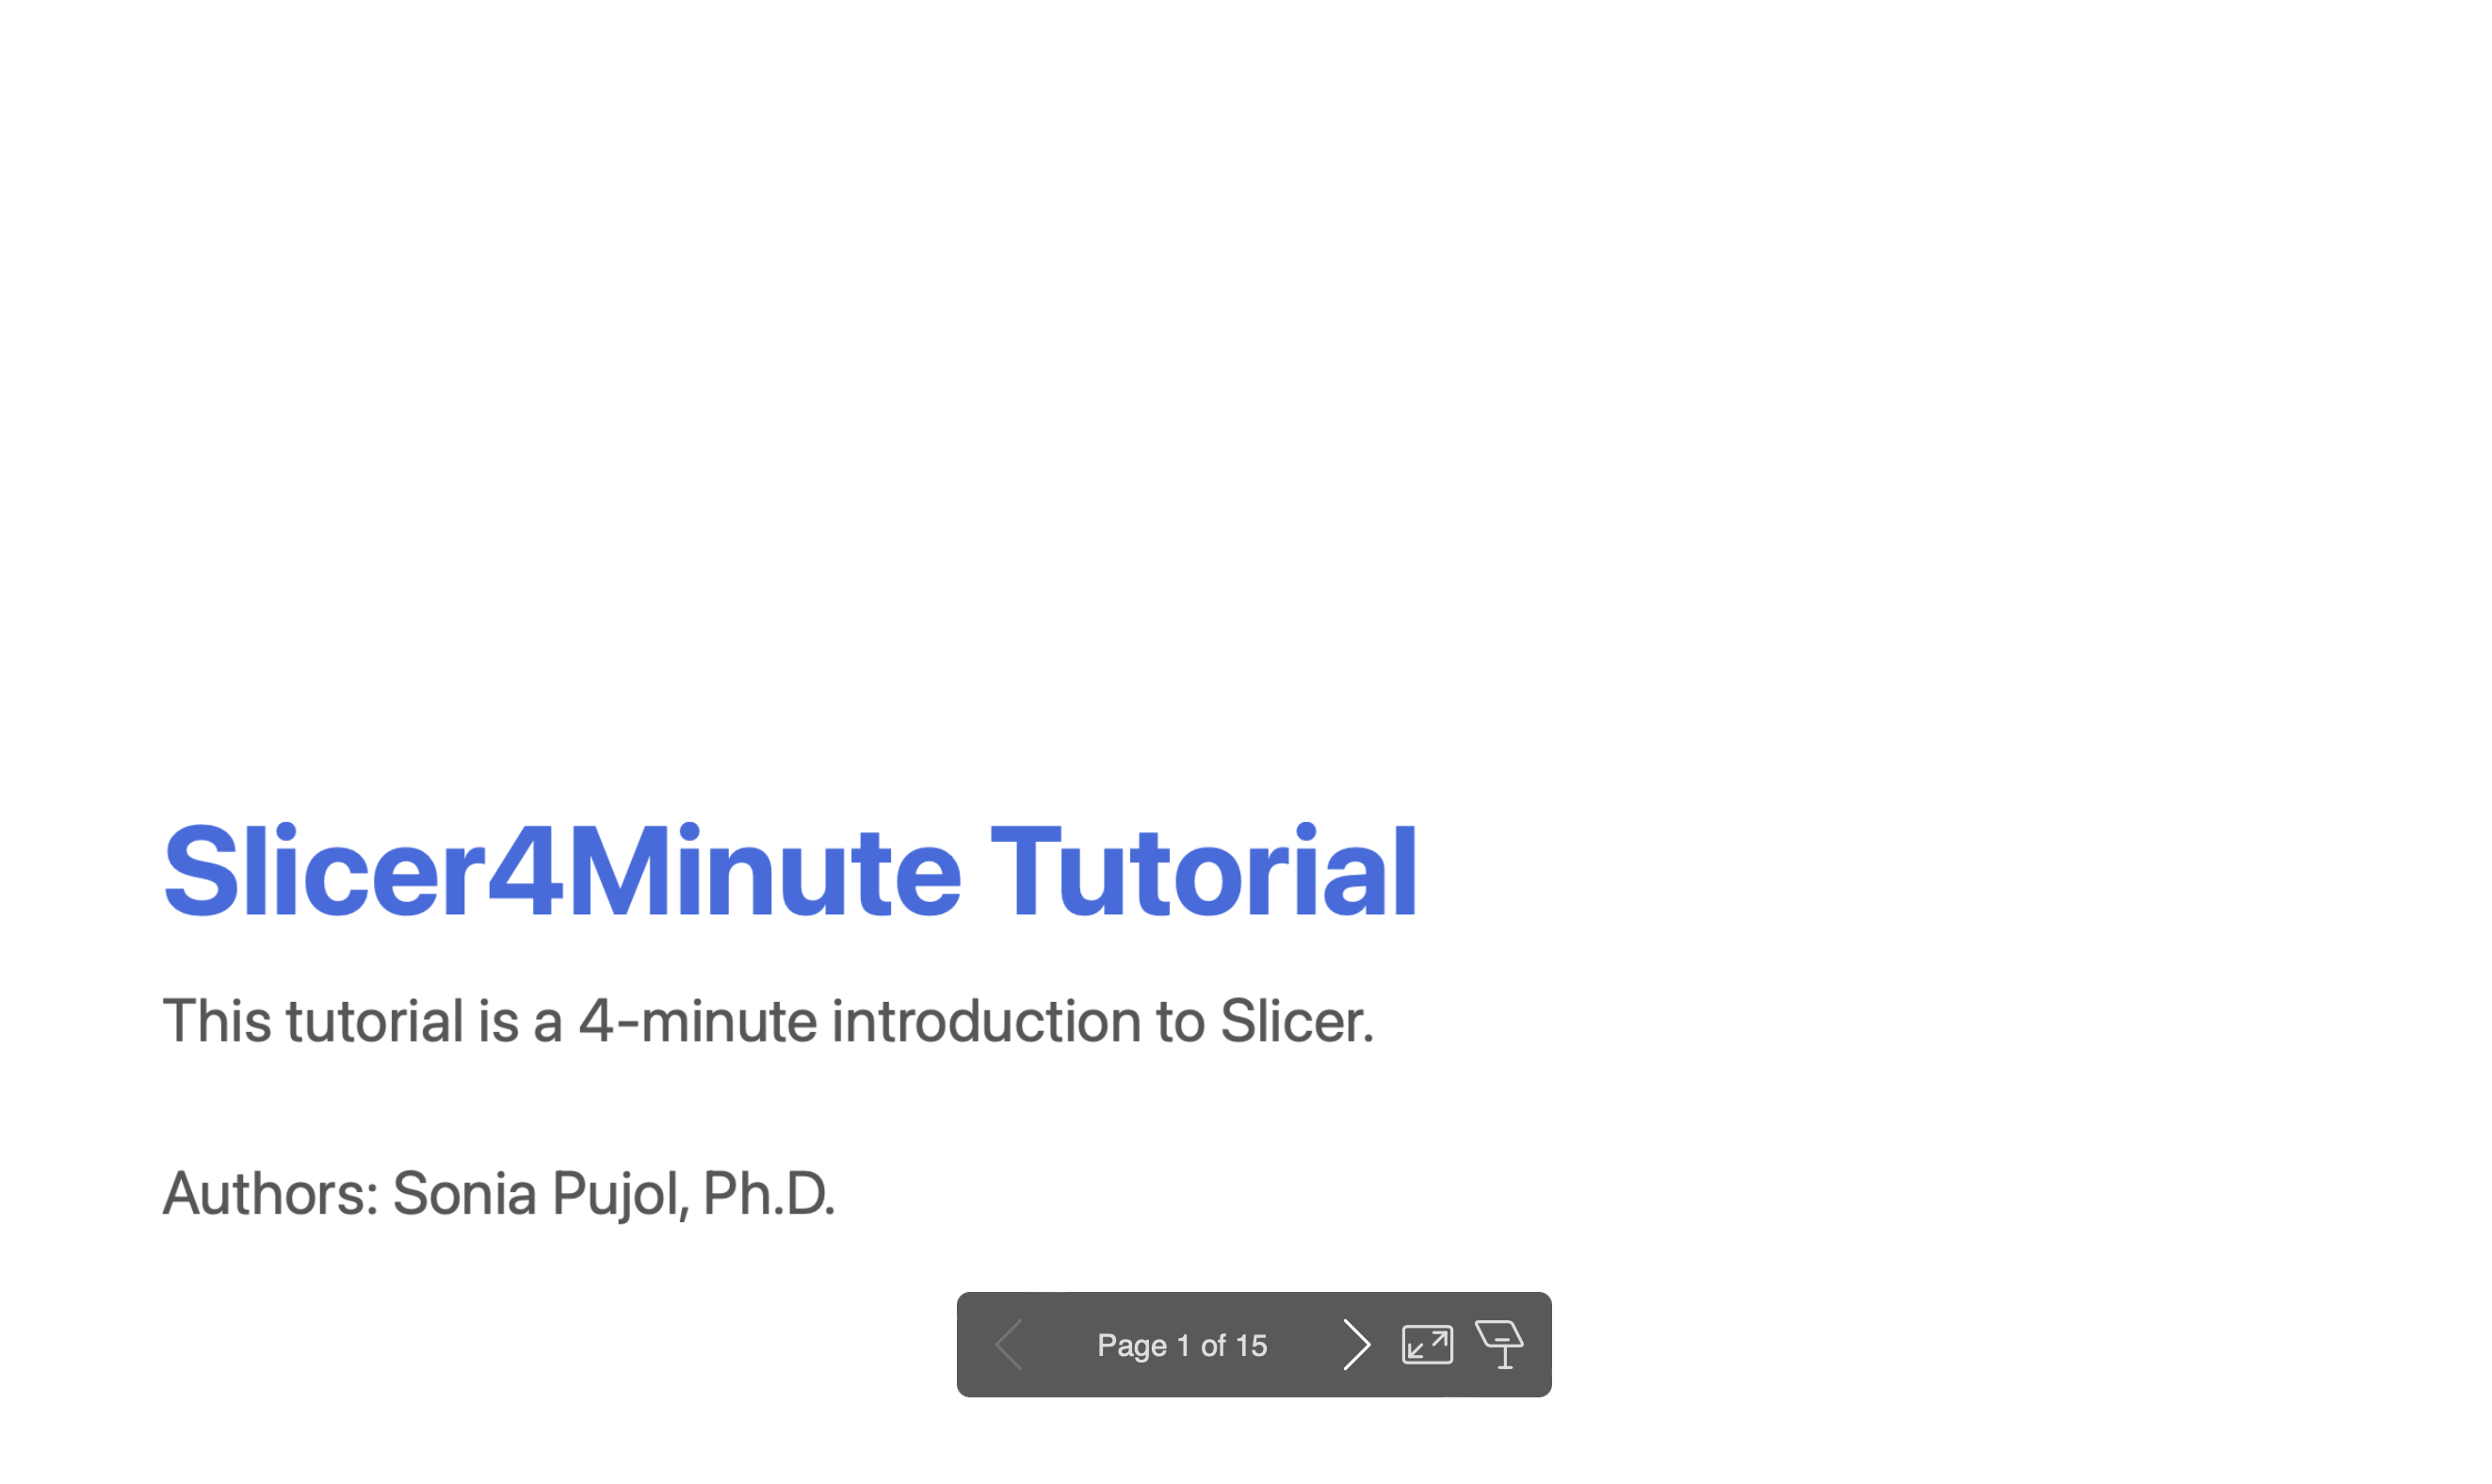 Slicer4Minute Tutorial
This tutorial is a 4-minute introduction to Slicer.
Authors: Sonia Pujol, Ph.D.
Page 1 of 15